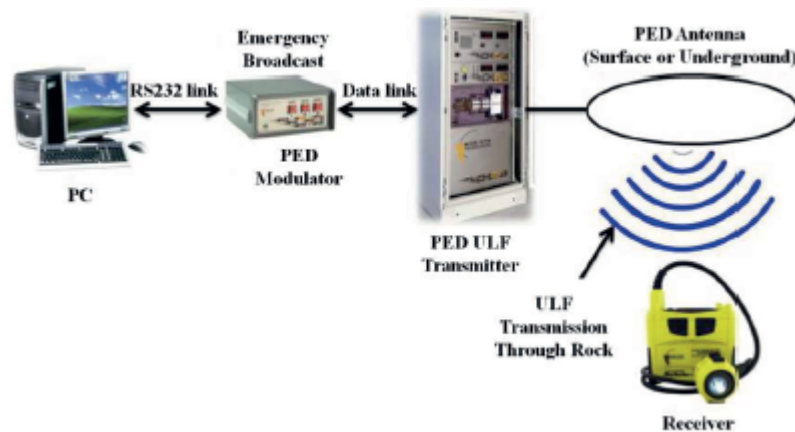 PED Antenna
(Surface or Underground)
Emergency
Broadcast
RS232 link
Data link
PED
Modulator
PC
PED ULF
Transmitter
ULF
Transmission
Through Rock
Receiver